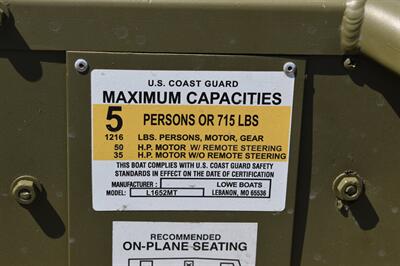 U.S. COAST GUARD
MAXIMUM CAPACITIES
5 PERSONS OR 715 LBS
1216 LBS. PERSONS, MOTOR, GEAR
50 H.P. MOTOR W/ REMOTE STEERING
35 H.P. MOTOR W/O REMOTE STEERING
THIS BOAT COMPLIES WITH U.S. COAST GUARD SAFETY
STANDARDS IN EFFECT ON THE DATE OF CERTIFICATION
MANUFACTURER: LOWE BOATS
MODEL: L1652MT LEBANON, MO 65536
RECOMMENDED
ON-PLANE SEATING